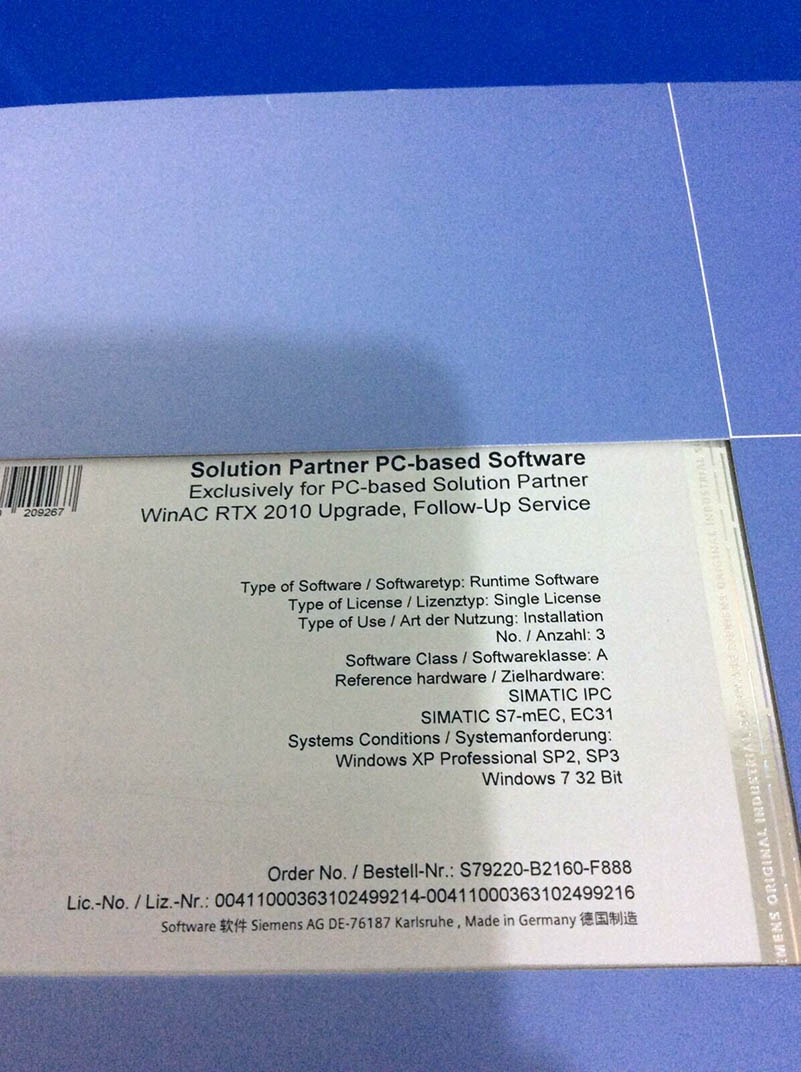 Solution Partner PC-based Software
Exclusively for PC-based Solution Partner
WinAC RTX 2010 Upgrade, Follow-Up Service
209267
Type of Software / Softwaretyp: Runtime Software
Type of License / Lizenztyp: Single License
Type of Use / Art der Nutzung: Installation
No. / Anzahl: 3
Software Class / Softwareklasse: A
Reference hardware / Zielhardware:
SIMATIC IPC
SIMATIC S7-mEC, EC31
Systems Conditions / Systemanforderung:
Windows XP Professional SP2, SP3
Windows 7 32 Bit
Order No. / Bestell-Nr.: S79220-B2160-F888
Lic.-No. / Liz.-Nr.: 00411000363102499214-00411000363102499216
Software 软件 Siemens AG DE-76187 Karlsruhe , Made in Germany 德国制造
ORIGINAL INDUSTRIAL